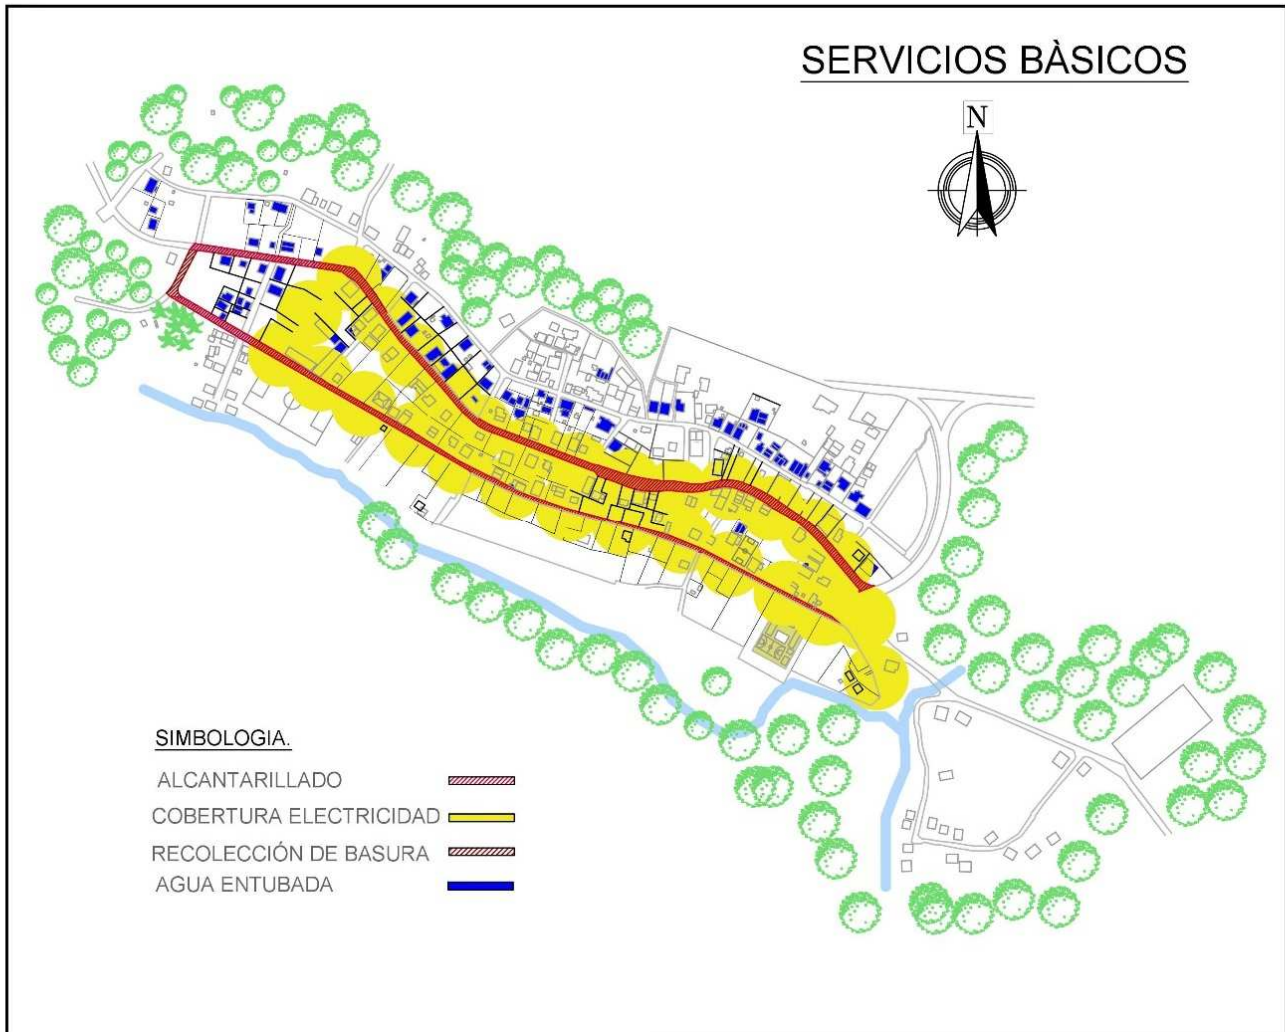 SERVICIOS BÀSICOS
N
SIMBOLOGIA.
ALCANTARILLADO
COBERTURA ELECTRICIDAD
RECOLECCIÓN DE BASURA
AGUA ENTUBADA